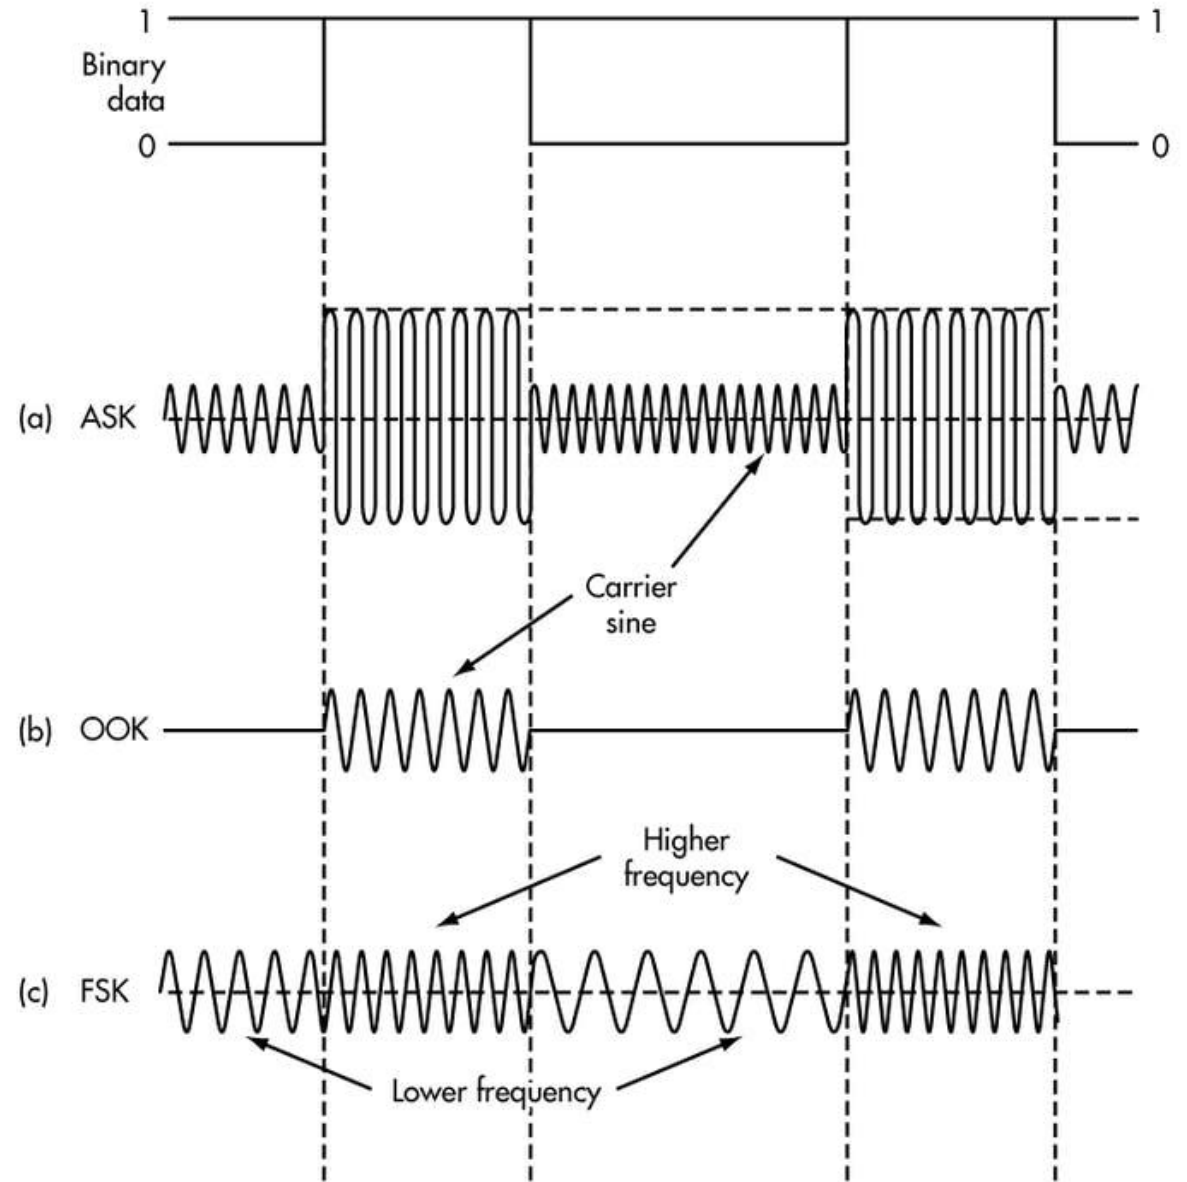 1
1
Binary
data
0
0
(a) ASK
Carrier
sine
(b) OOK
Higher
frequency
(c) FSK
Lower frequency